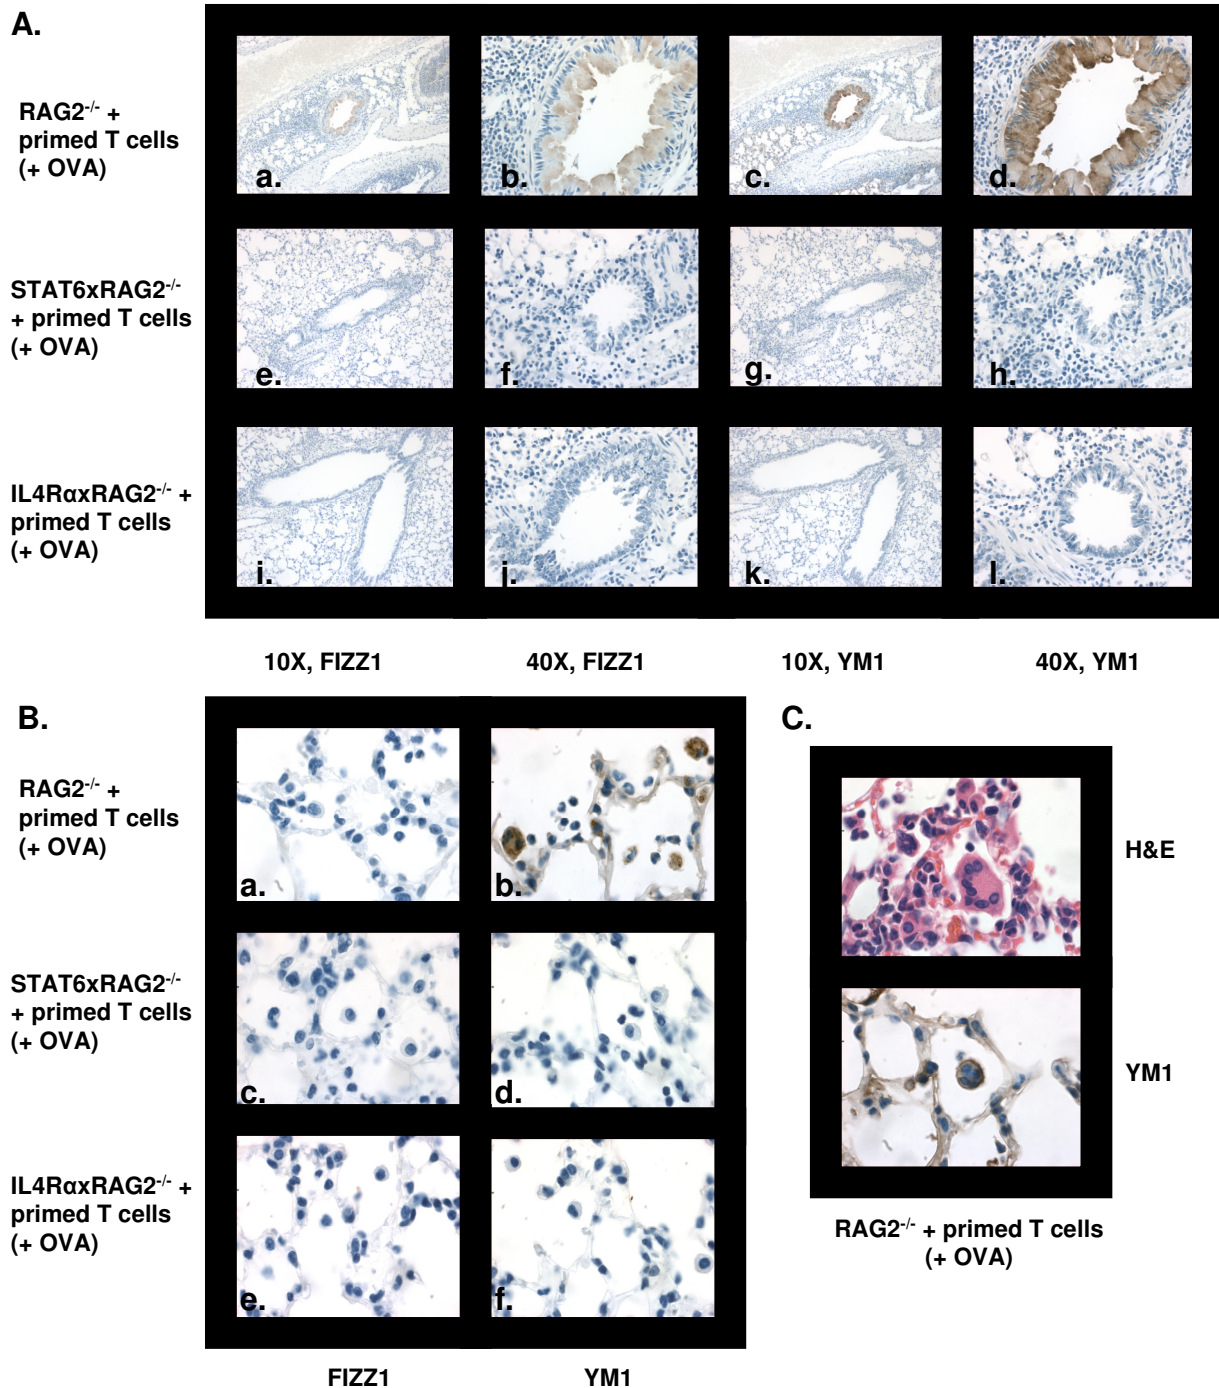 A.
RAG2-/- +
primed T cells
(+ OVA)
a.
b.
c.
d.
STAT6xRAG2-/-
+ primed T cells
(+ OVA)
e.
f.
g.
h.
IL4RαxRAG2-/- +
primed T cells
(+ OVA)
i.
j.
k.
l.
10X, FIZZ1
40X, FIZZ1
10X, YM1
40X, YM1
B.
RAG2-/- +
primed T cells
(+ OVA)
a.
b.
STAT6xRAG2-/-
+ primed T cells
(+ OVA)
c.
d.
IL4RαxRAG2-/- +
primed T cells
(+ OVA)
e.
f.
FIZZ1
YM1
C.
H&E
YM1
RAG2-/- + primed T cells
(+ OVA)